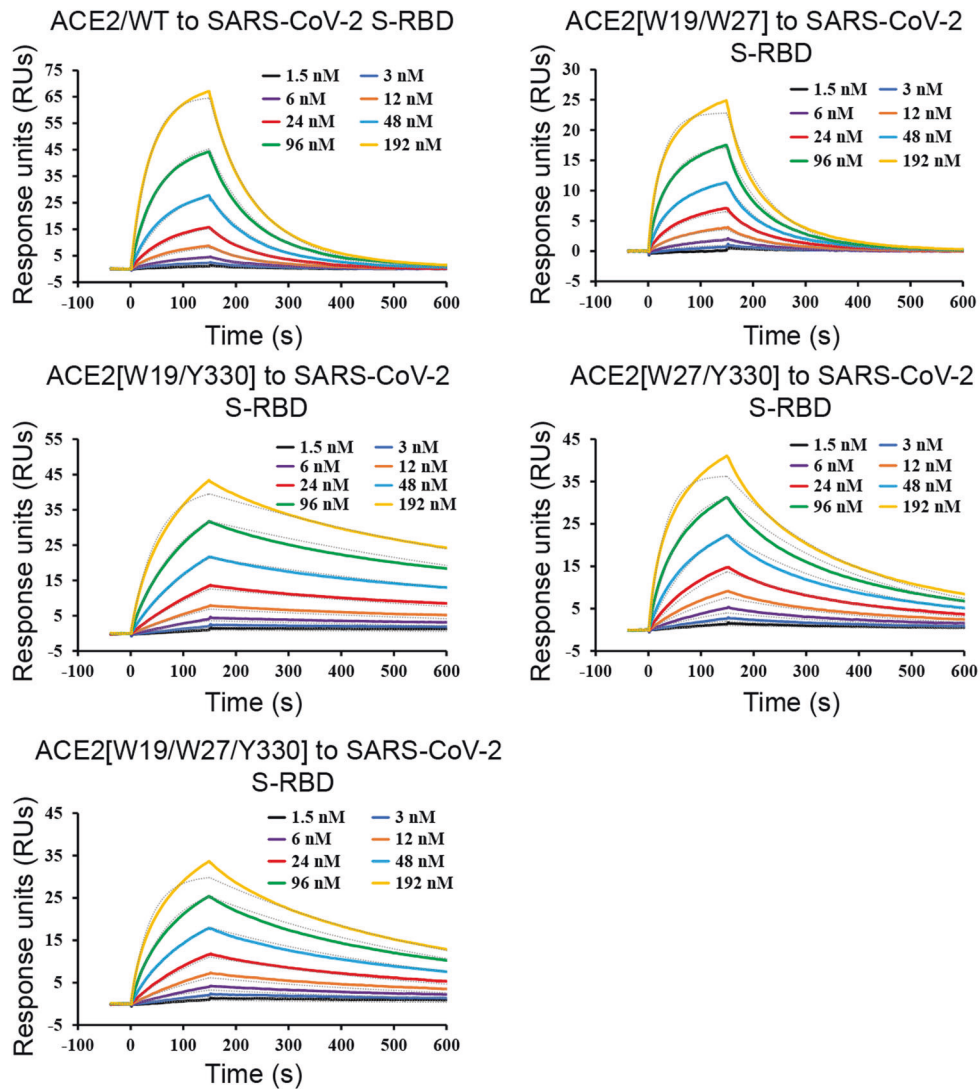 ACE2/WT to SARS-CoV-2 S-RBD
Response units (RUs)
75
65
55
45
35
25
15
5
-5
1.5 nM 3 nM
6 nM 12 nM
24 nM 48 nM
96 nM 192 nM
-100 0 100 200 300 400 500 600
Time (s)
ACE2[W19/W27] to SARS-CoV-2
S-RBD
Response units (RUs)
30
25
20
15
10
5
0
-5
1.5 nM 3 nM
6 nM 12 nM
24 nM 48 nM
96 nM 192 nM
-100 0 100 200 300 400 500 600
Time (s)
ACE2[W19/Y330] to SARS-CoV-2
S-RBD
Response units (RUs)
55
45
35
25
15
5
-5
1.5 nM 3 nM
6 nM 12 nM
24 nM 48 nM
96 nM 192 nM
-100 0 100 200 300 400 500 600
Time (s)
ACE2[W27/Y330] to SARS-CoV-2
S-RBD
Response units (RUs)
45
35
25
15
5
-5
1.5 nM 3 nM
6 nM 12 nM
24 nM 48 nM
96 nM 192 nM
-100 0 100 200 300 400 500 600
Time (s)
ACE2[W19/W27/Y330] to SARS-CoV-2
S-RBD
Response units (RUs)
45
35
25
15
5
-5
1.5 nM 3 nM
6 nM 12 nM
24 nM 48 nM
96 nM 192 nM
-100 0 100 200 300 400 500 600
Time (s)